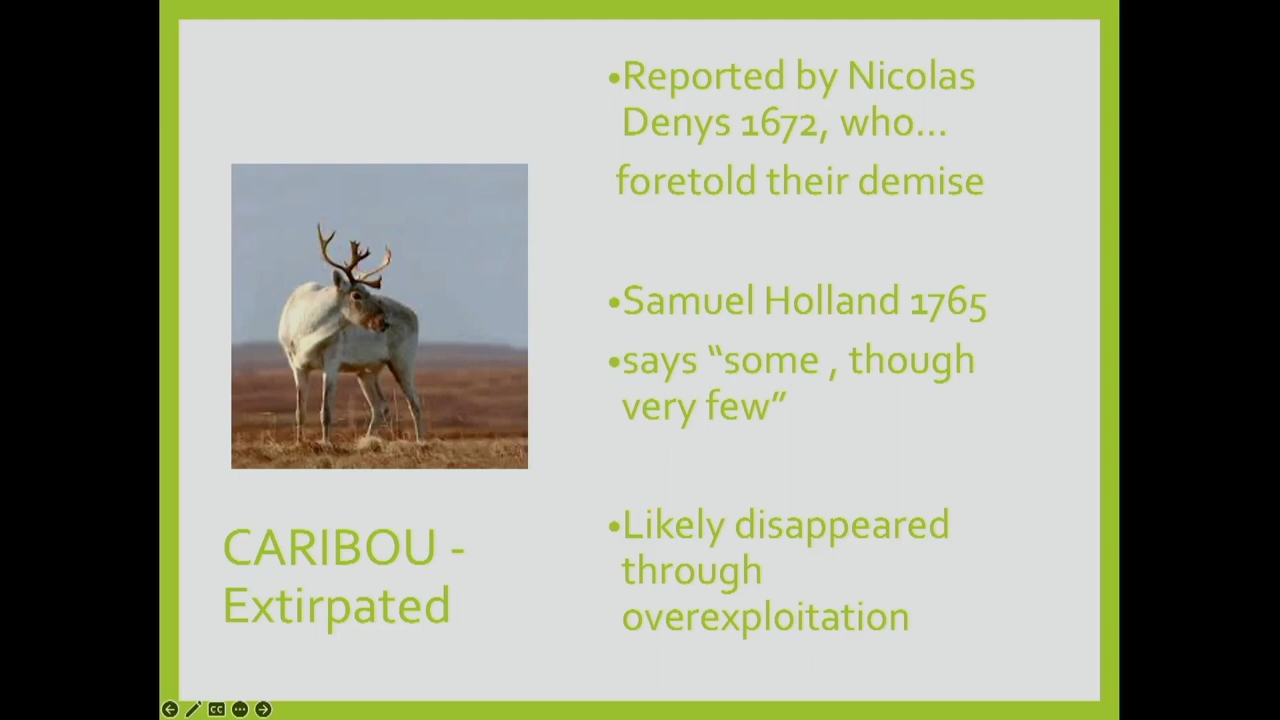 •Reported by Nicolas
Denys 1672, who...
foretold their demise
•Samuel Holland 1765
•says “some , though
very few”
•Likely disappeared
through
overexploitation
CARIBOU -
Extirpated
CC